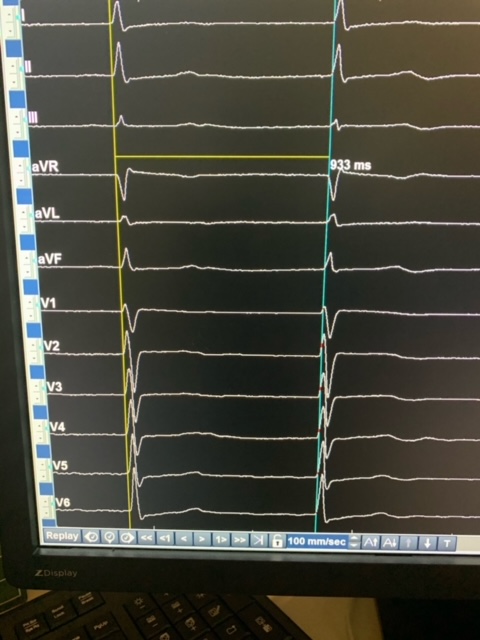 I
II
III
933 ms
aVR
aVL
aVF
V1
V2
V3
V4
V5
V6
Replay << <1 < > 1> >> 100 mm/sec T
ZDisplay